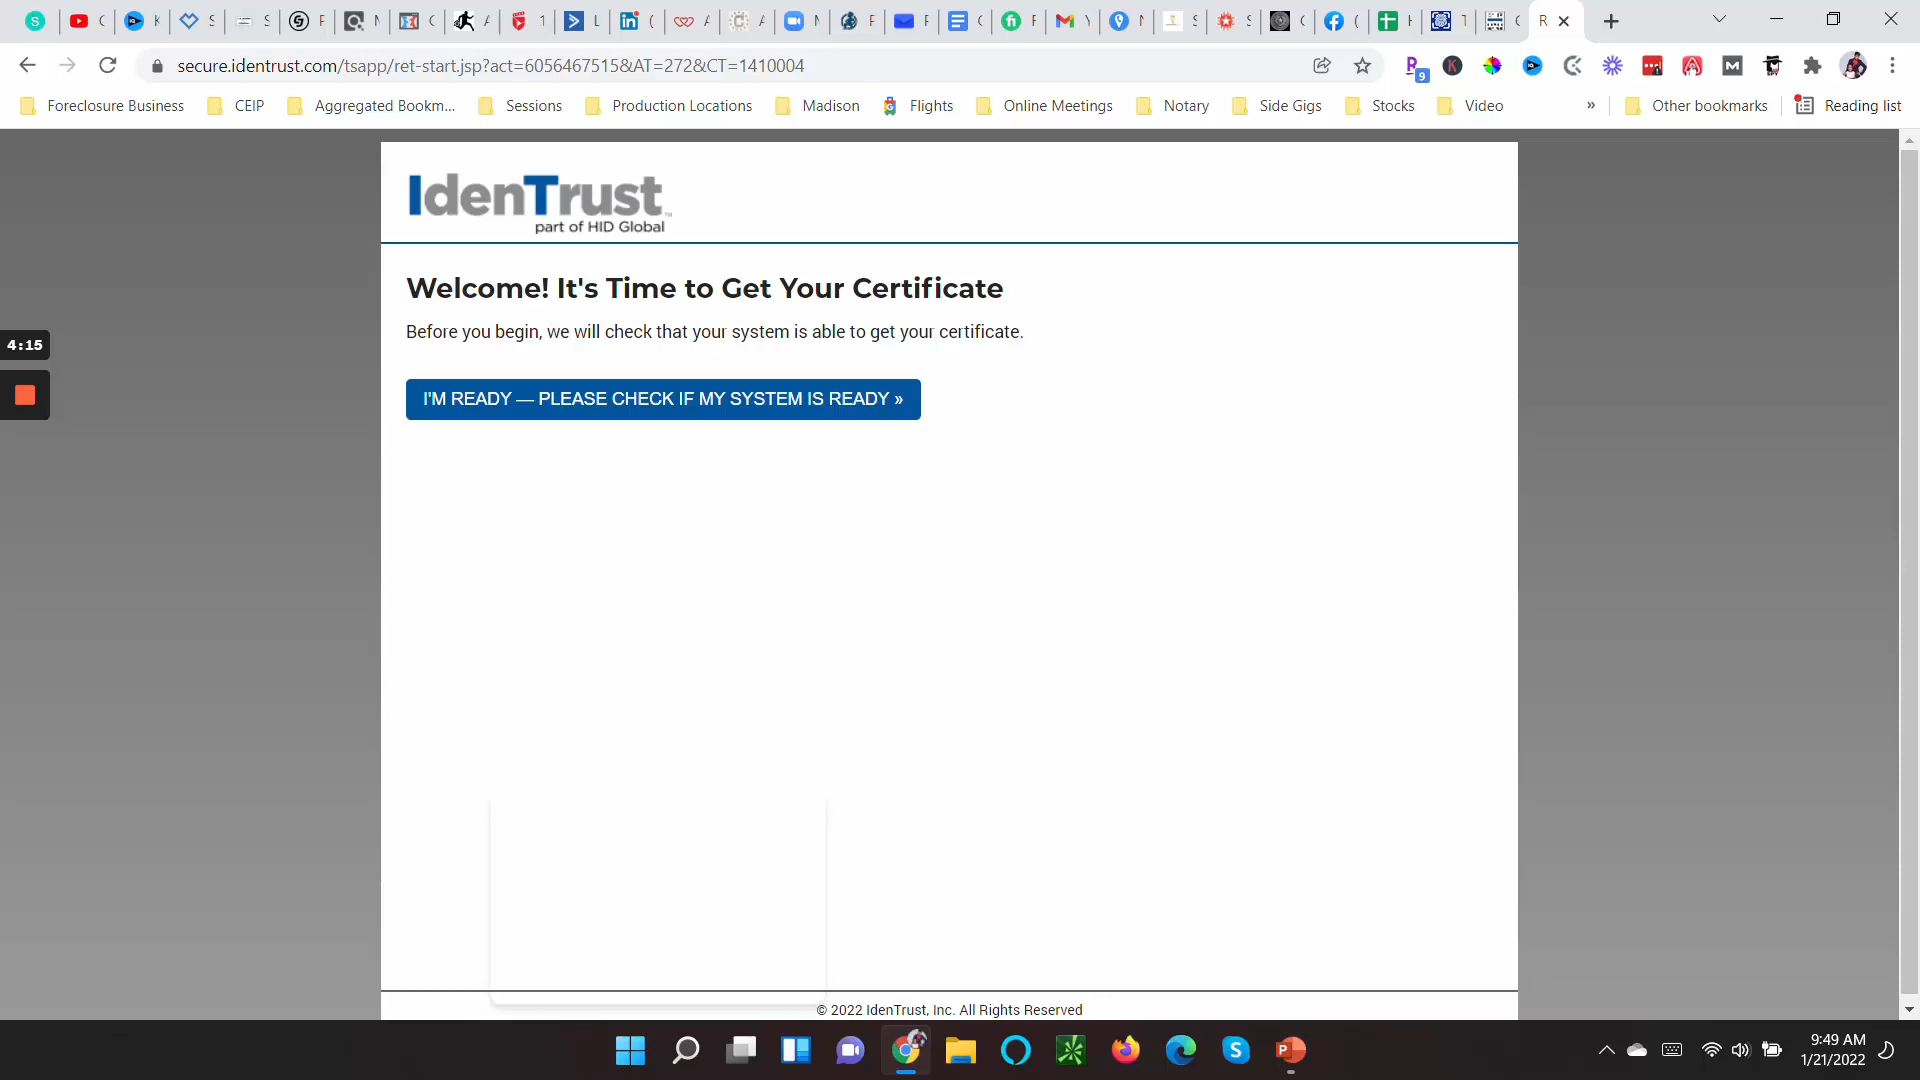 secure.identrust.com/tsapp/ret-start.jsp?act=6056467515&AT=272&CT=1410004
9
Foreclosure Business
CEIP
Aggregated Bookm...
Sessions
Production Locations
Madison
Flights
Online Meetings
Notary
Side Gigs
Stocks
Video
»
Other bookmarks
Reading list
IdenTrust
part of HID Global
Welcome! It's Time to Get Your Certificate
Before you begin, we will check that your system is able to get your certificate.
4:15
I'M READY — PLEASE CHECK IF MY SYSTEM IS READY »
© 2022 IdenTrust, Inc. All Rights Reserved
9:49 AM
1/21/2022